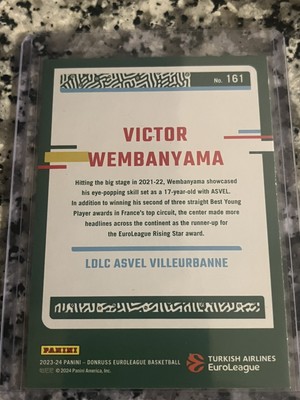 No. 161
VICTOR
WEMBANYAMA
Hitting the big stage in 2021-22, Wembanyama showcased
his eye-popping skill set as a 17-year-old with ASVEL.
In addition to winning his second of three straight Best Young
Player awards in France's top circuit, the center made more
headlines across the continent as the runner-up for
the EuroLeague Rising Star award.
LDLC ASVEL VILLEURBANNE
PANINI
2023-24 PANINI – DONRUSS EUROLEAGUE BASKETBALL
© 2024 Panini America, Inc.
TURKISH AIRLINES
EuroLeague